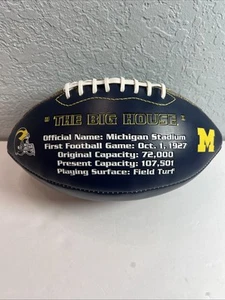 "THE BIG HOUSE"
Official Name: Michigan Stadium
First Football Game: Oct. 1, 1927
Original Capacity: 72,000
Present Capacity: 107,501
Playing Surface: Field Turf
M